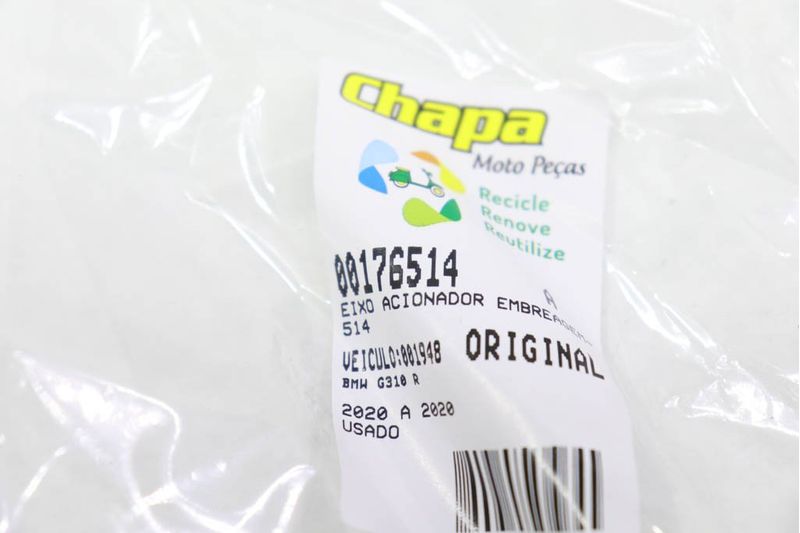 Chapa
Moto Peças
Recicle
Renove
Reutilize
00176514
A
EIXO ACIONADOR EMBREAGEM-
514
VEICULO:001948 ORIGINAL
BMW G310 R
2020 A 2020
USADO